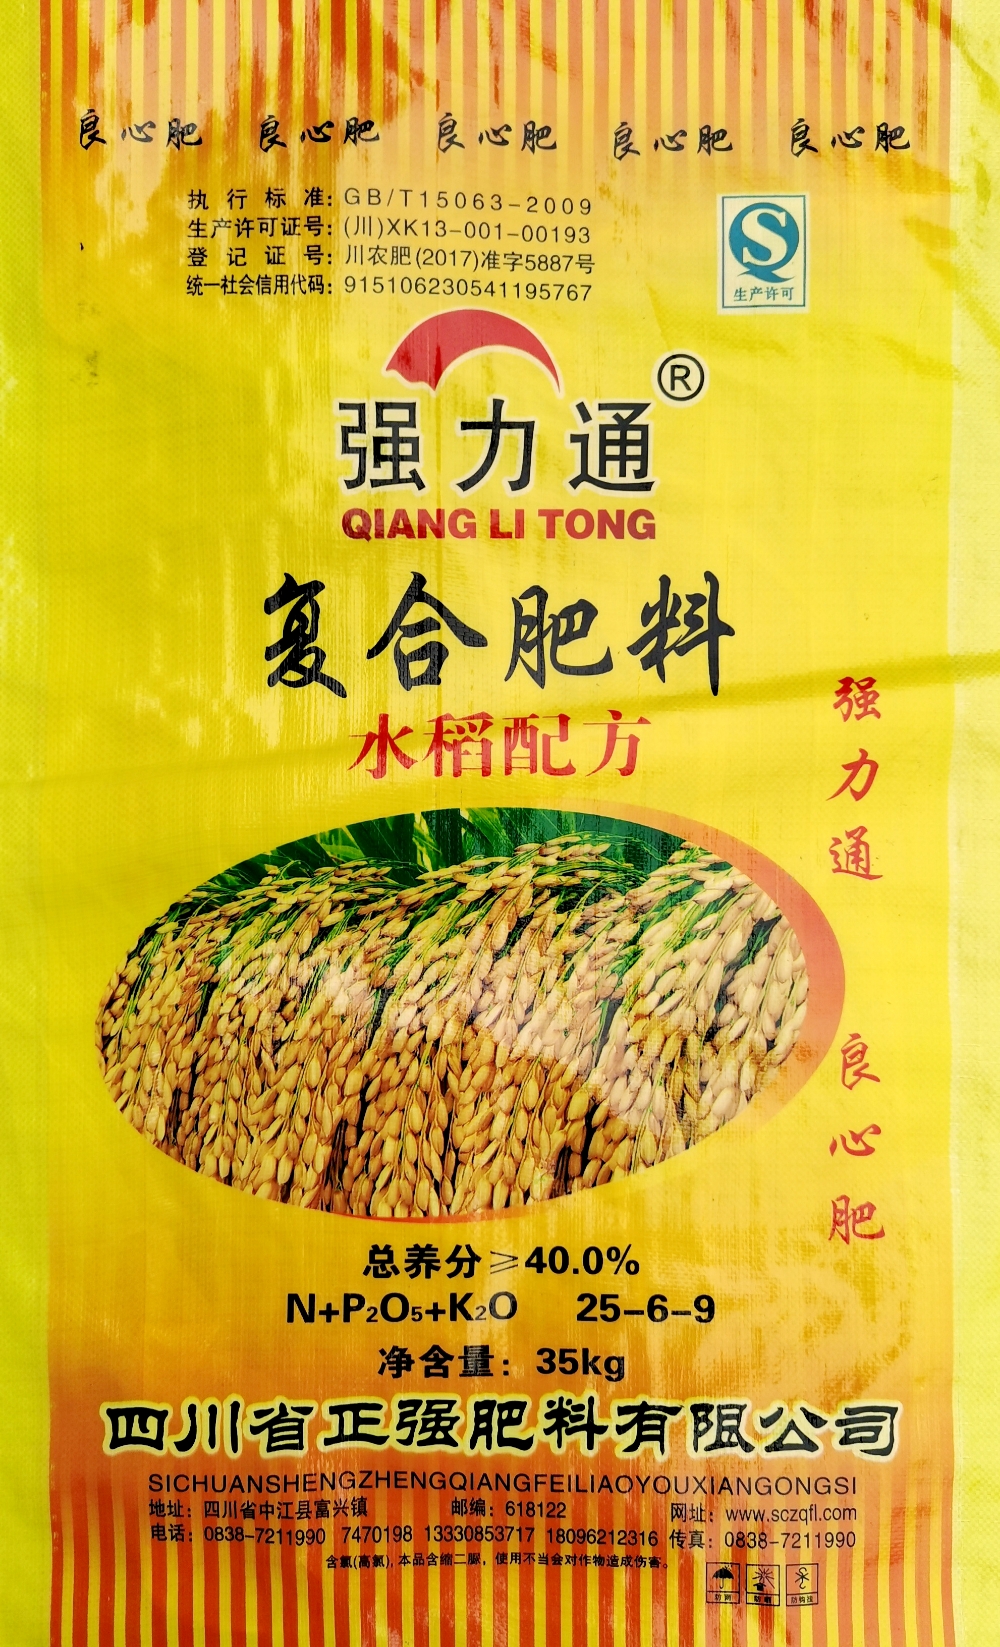 良心肥 良心肥 良心肥 良心肥 良心肥
执行标准：GB/T15063-2009
生产许可证号：(川)XK13-001-00193
登记证号：川农肥(2017)准字5887号
统一社会信用代码：915106230541195767
生产许可
强力通®
QIANG LI TONG
复合肥料
水稻配方
强力通 良心肥
总养分≥40.0%
N+P₂O₅+K₂O 25-6-9
净含量：35kg
四川省正强肥料有限公司
SICHUANSHENGZHENGQIANGFEILIAOYOUXIANGONGSI
地址：四川省中江县富兴镇 邮编：618122 网址：www.sczqfl.com
电话：0838-7211990 7470198 13330853717 18096212316 传真：0838-7211990
含氯(高氯),本品含缩二脲，使用不当会对作物造成伤害。
防雨 防晒 防钩挂